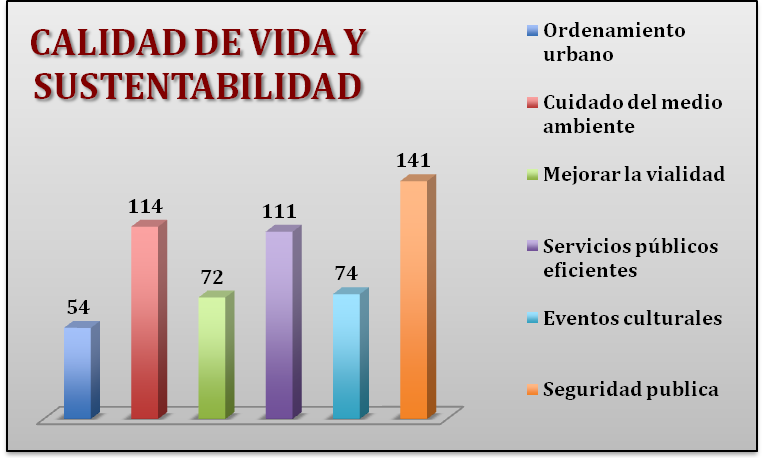 CALIDAD DE VIDA Y
SUSTENTABILIDAD
54
114
72
111
74
141
Ordenamiento
urbano
Cuidado del medio
ambiente
Mejorar la vialidad
Servicios públicos
eficientes
Eventos culturales
Seguridad publica